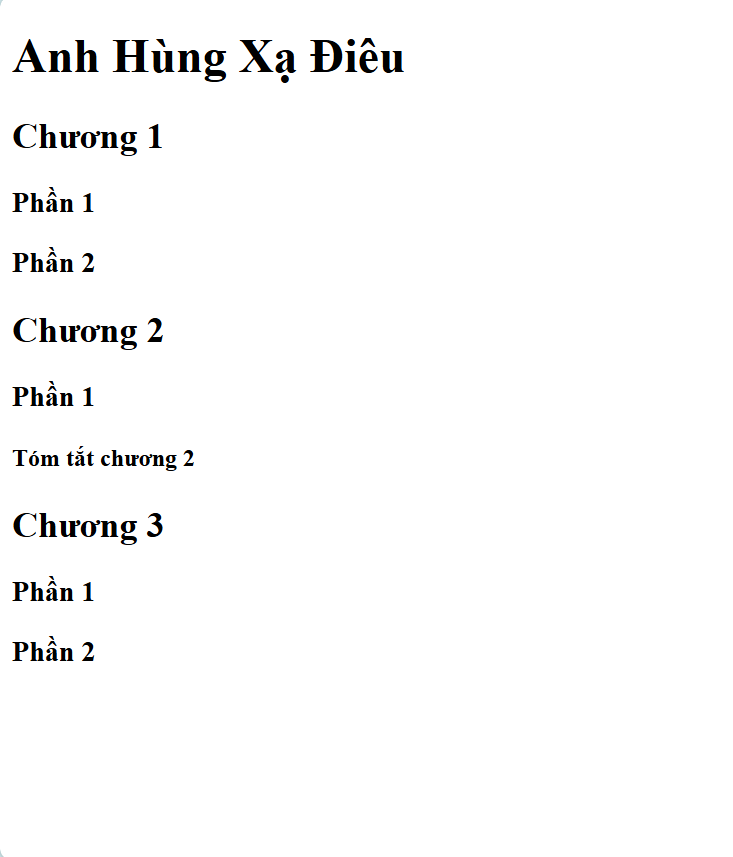 Anh Hùng Xạ Điêu
Chương 1
Phần 1
Phần 2
Chương 2
Phần 1
Tóm tắt chương 2
Chương 3
Phần 1
Phần 2